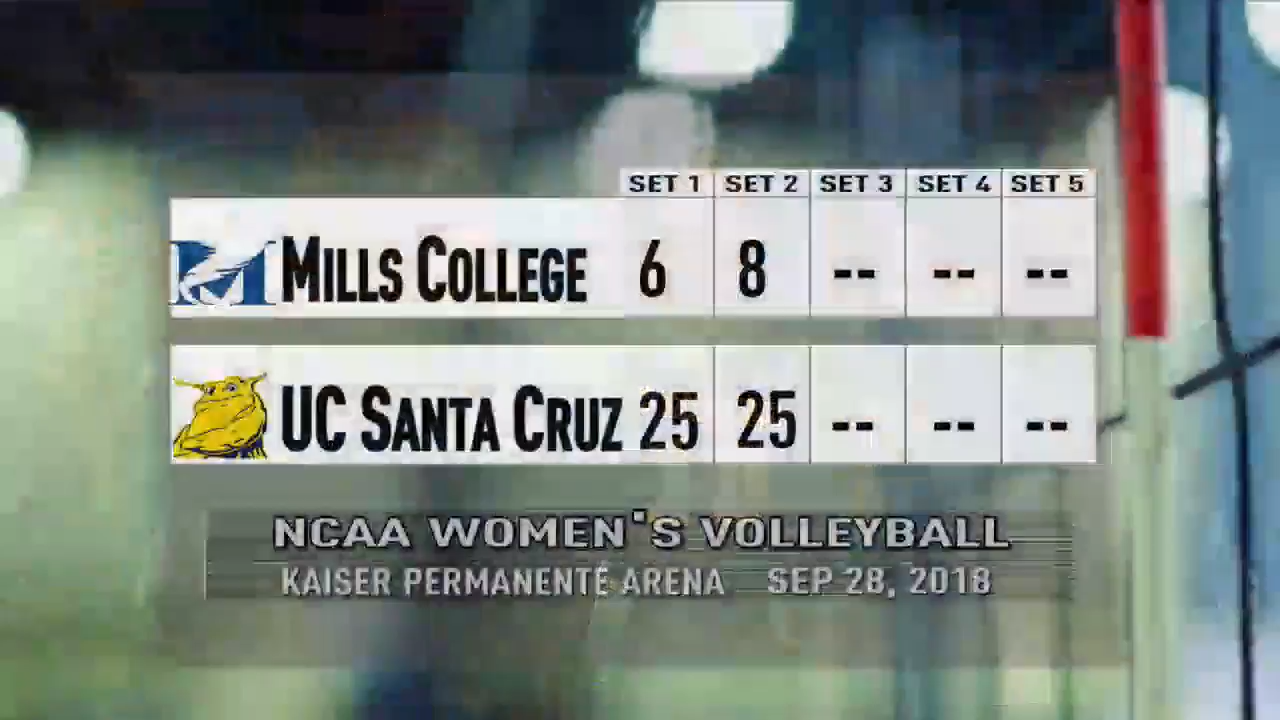 SET 1 SET 2 SET 3 SET 4 SET 5
MILLS COLLEGE 6 8 -- -- --
UC SANTA CRUZ 25 25 -- -- --
NCAA WOMEN'S VOLLEYBALL
KAISER PERMANENTE ARENA SEP 28, 2018